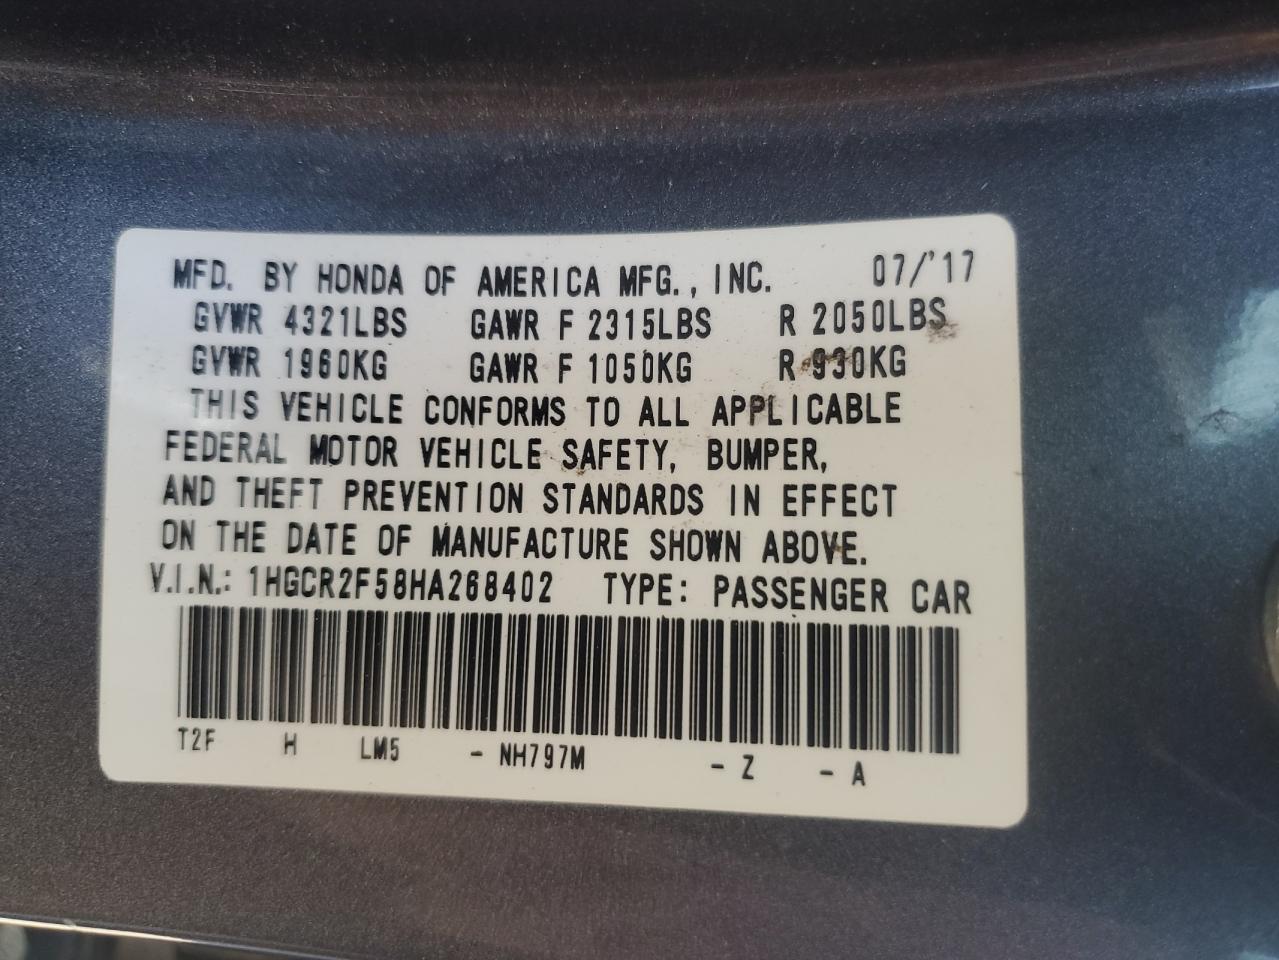 MFD. BY HONDA OF AMERICA MFG., INC. 07/'17
GVWR 4321LBS GAWR F 2315LBS R 2050LBS
GVWR 1960KG GAWR F 1050KG R 930KG
THIS VEHICLE CONFORMS TO ALL APPLICABLE
FEDERAL MOTOR VEHICLE SAFETY, BUMPER,
AND THEFT PREVENTION STANDARDS IN EFFECT
ON THE DATE OF MANUFACTURE SHOWN ABOVE.
V.I.N.: 1HGCR2F58HA268402 TYPE: PASSENGER CAR
T2F H LM5 - NH797M - Z - A